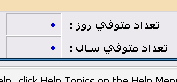 تعداد متوفي روز :
تعداد متوفي سال :
elp, click Help Topics on the Help Menu